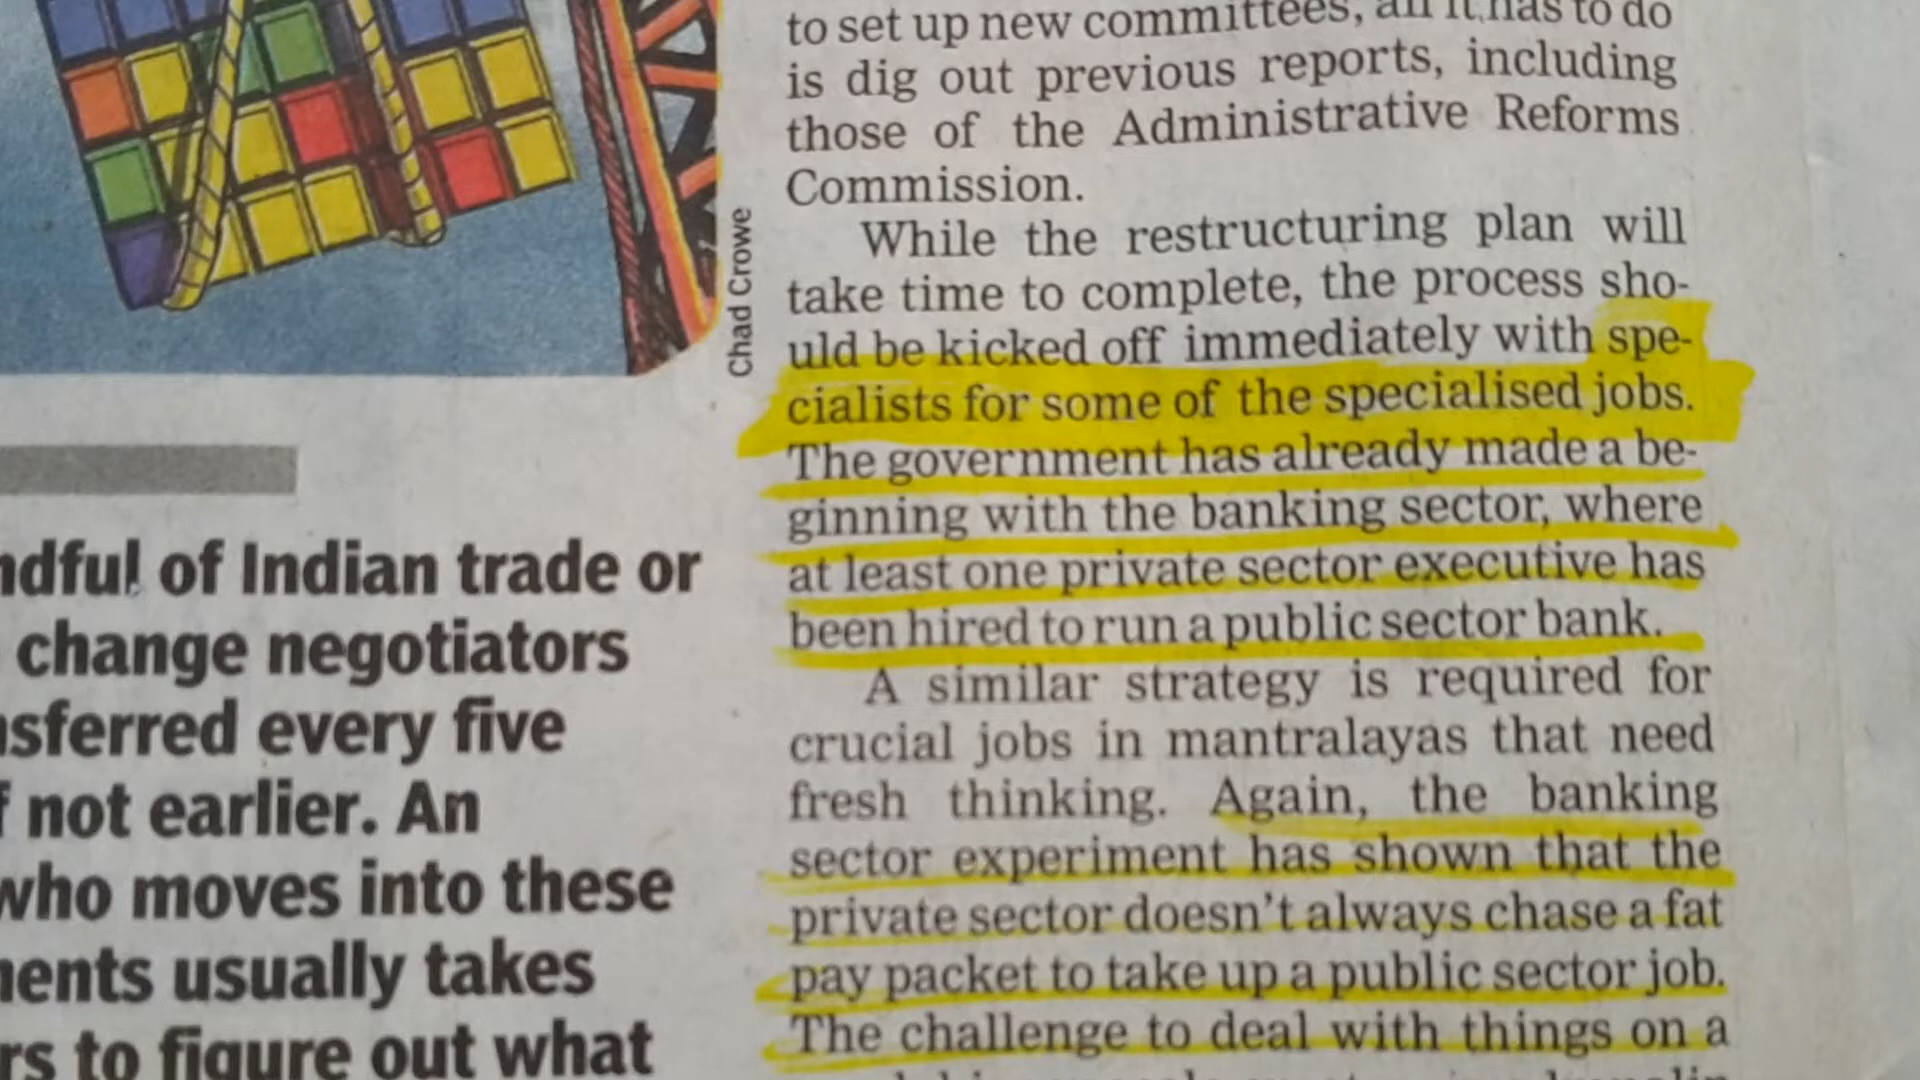 Chad Crowe
of Indian trade or
change negotiators
every five
not earlier. An
who moves into these
usually takes
to figure out what
to set up new committees, all it has to do
is dig out previous reports, including
those of the Administrative Reforms
Commission.
While the restructuring plan will
take time to complete, the process sho-
uld be kicked off immediately with spe-
cialists for some of the specialised jobs.
The government has already made a be-
ginning with the banking sector, where
at least one private sector executive has
been hired to run a public sector bank.
A similar strategy is required for
crucial jobs in mantralayas that need
fresh thinking. Again, the banking
sector experiment has shown that the
private sector doesn't always chase a fat
pay packet to take up a public sector job.
The challenge to deal with things on a